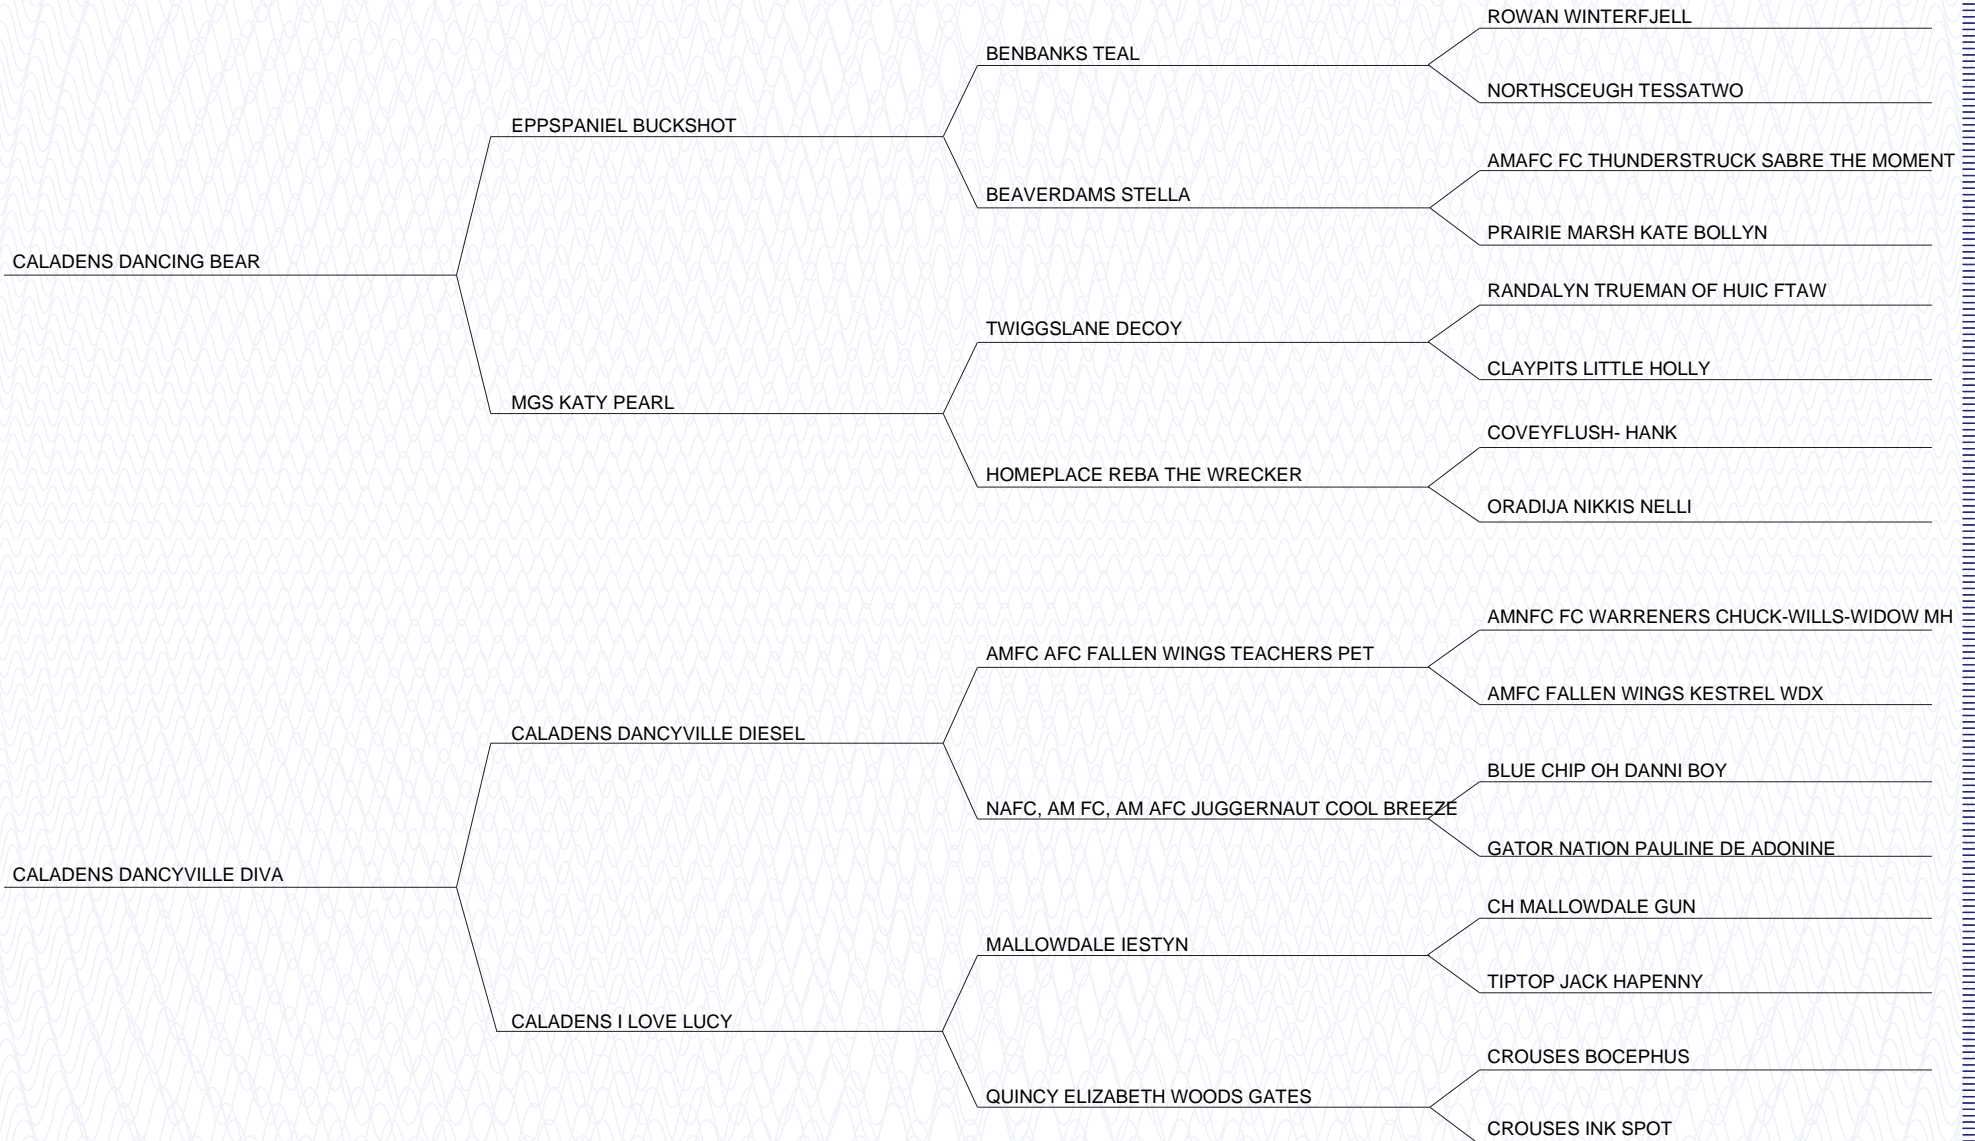 ROWAN WINTERFJELL
BENBANKS TEAL
NORTHSCEUGH TESSATWO
EPPSPANIEL BUCKSHOT
AMAFC FC THUNDERSTRUCK SABRE THE MOMENT
BEAVERDAMS STELLA
PRAIRIE MARSH KATE BOLLYN
CALADENS DANCING BEAR
RANDALYN TRUEMAN OF HUIC FTAW
TWIGGSLANE DECOY
CLAYPITS LITTLE HOLLY
MGS KATY PEARL
COVEYFLUSH- HANK
HOMEPLACE REBA THE WRECKER
ORADIJA NIKKIS NELLI
AMNFC FC WARRENERS CHUCK-WILLS-WIDOW MH
AMFC AFC FALLEN WINGS TEACHERS PET
AMFC FALLEN WINGS KESTREL WDX
CALADENS DANCYVILLE DIESEL
BLUE CHIP OH DANNI BOY
NAFC, AM FC, AM AFC JUGGERNAUT COOL BREEZE
GATOR NATION PAULINE DE ADONINE
CALADENS DANCYVILLE DIVA
CH MALLOWDALE GUN
MALLOWDALE IESTYN
TIPTOP JACK HAPENNY
CALADENS I LOVE LUCY
CROUSES BOCEPHUS
QUINCY ELIZABETH WOODS GATES
CROUSES INK SPOT